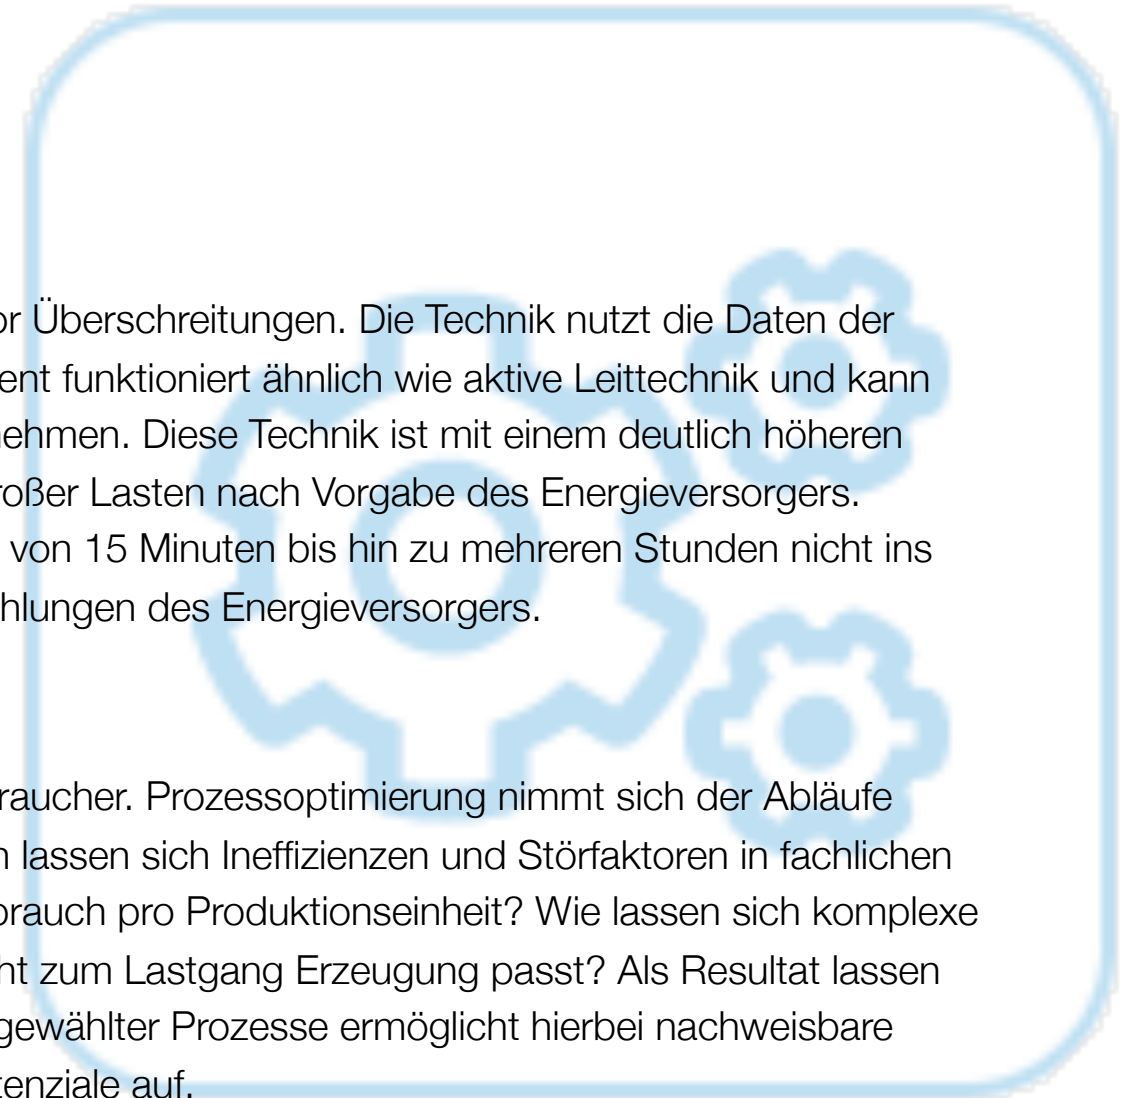 or Überschreitungen. Die Technik nutzt die Daten der
ent funktioniert ähnlich wie aktive Leittechnik und kann
nehmen. Diese Technik ist mit einem deutlich höheren
roßer Lasten nach Vorgabe des Energieversorgers.
von 15 Minuten bis hin zu mehreren Stunden nicht ins
hlungen des Energieversorgers.
raucher. Prozessoptimierung nimmt sich der Abläufe
n lassen sich Ineffizienzen und Störfaktoren in fachlichen
brauch pro Produktionseinheit? Wie lassen sich komplexe
ht zum Lastgang Erzeugung passt? Als Resultat lassen
gewählter Prozesse ermöglicht hierbei nachweisbare
tenziale auf.